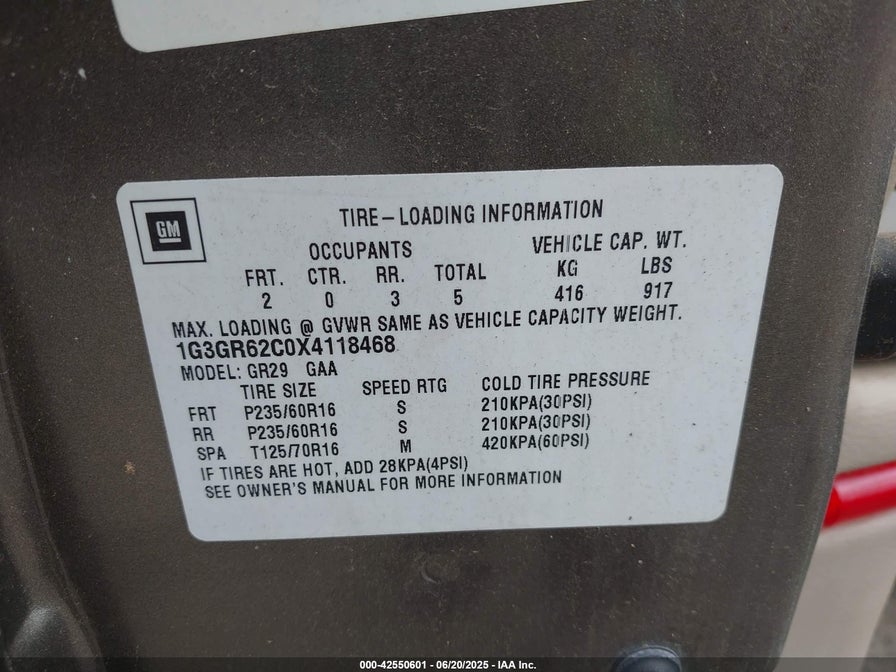 GM
TIRE-LOADING INFORMATION
OCCUPANTS VEHICLE CAP. WT.
FRT. CTR. RR. TOTAL KG LBS
2 0 3 5 416 917
MAX. LOADING @ GVWR SAME AS VEHICLE CAPACITY WEIGHT.
1G3GR62C0X4118468
MODEL: GR29 GAA
TIRE SIZE SPEED RTG COLD TIRE PRESSURE
FRT P235/60R16 S 210KPA(30PSI)
RR P235/60R16 S 210KPA(30PSI)
SPA T125/70R16 M 420KPA(60PSI)
IF TIRES ARE HOT, ADD 28KPA(4PSI)
SEE OWNER'S MANUAL FOR MORE INFORMATION
000-42550601 - 06/20/2025 - IAA Inc.